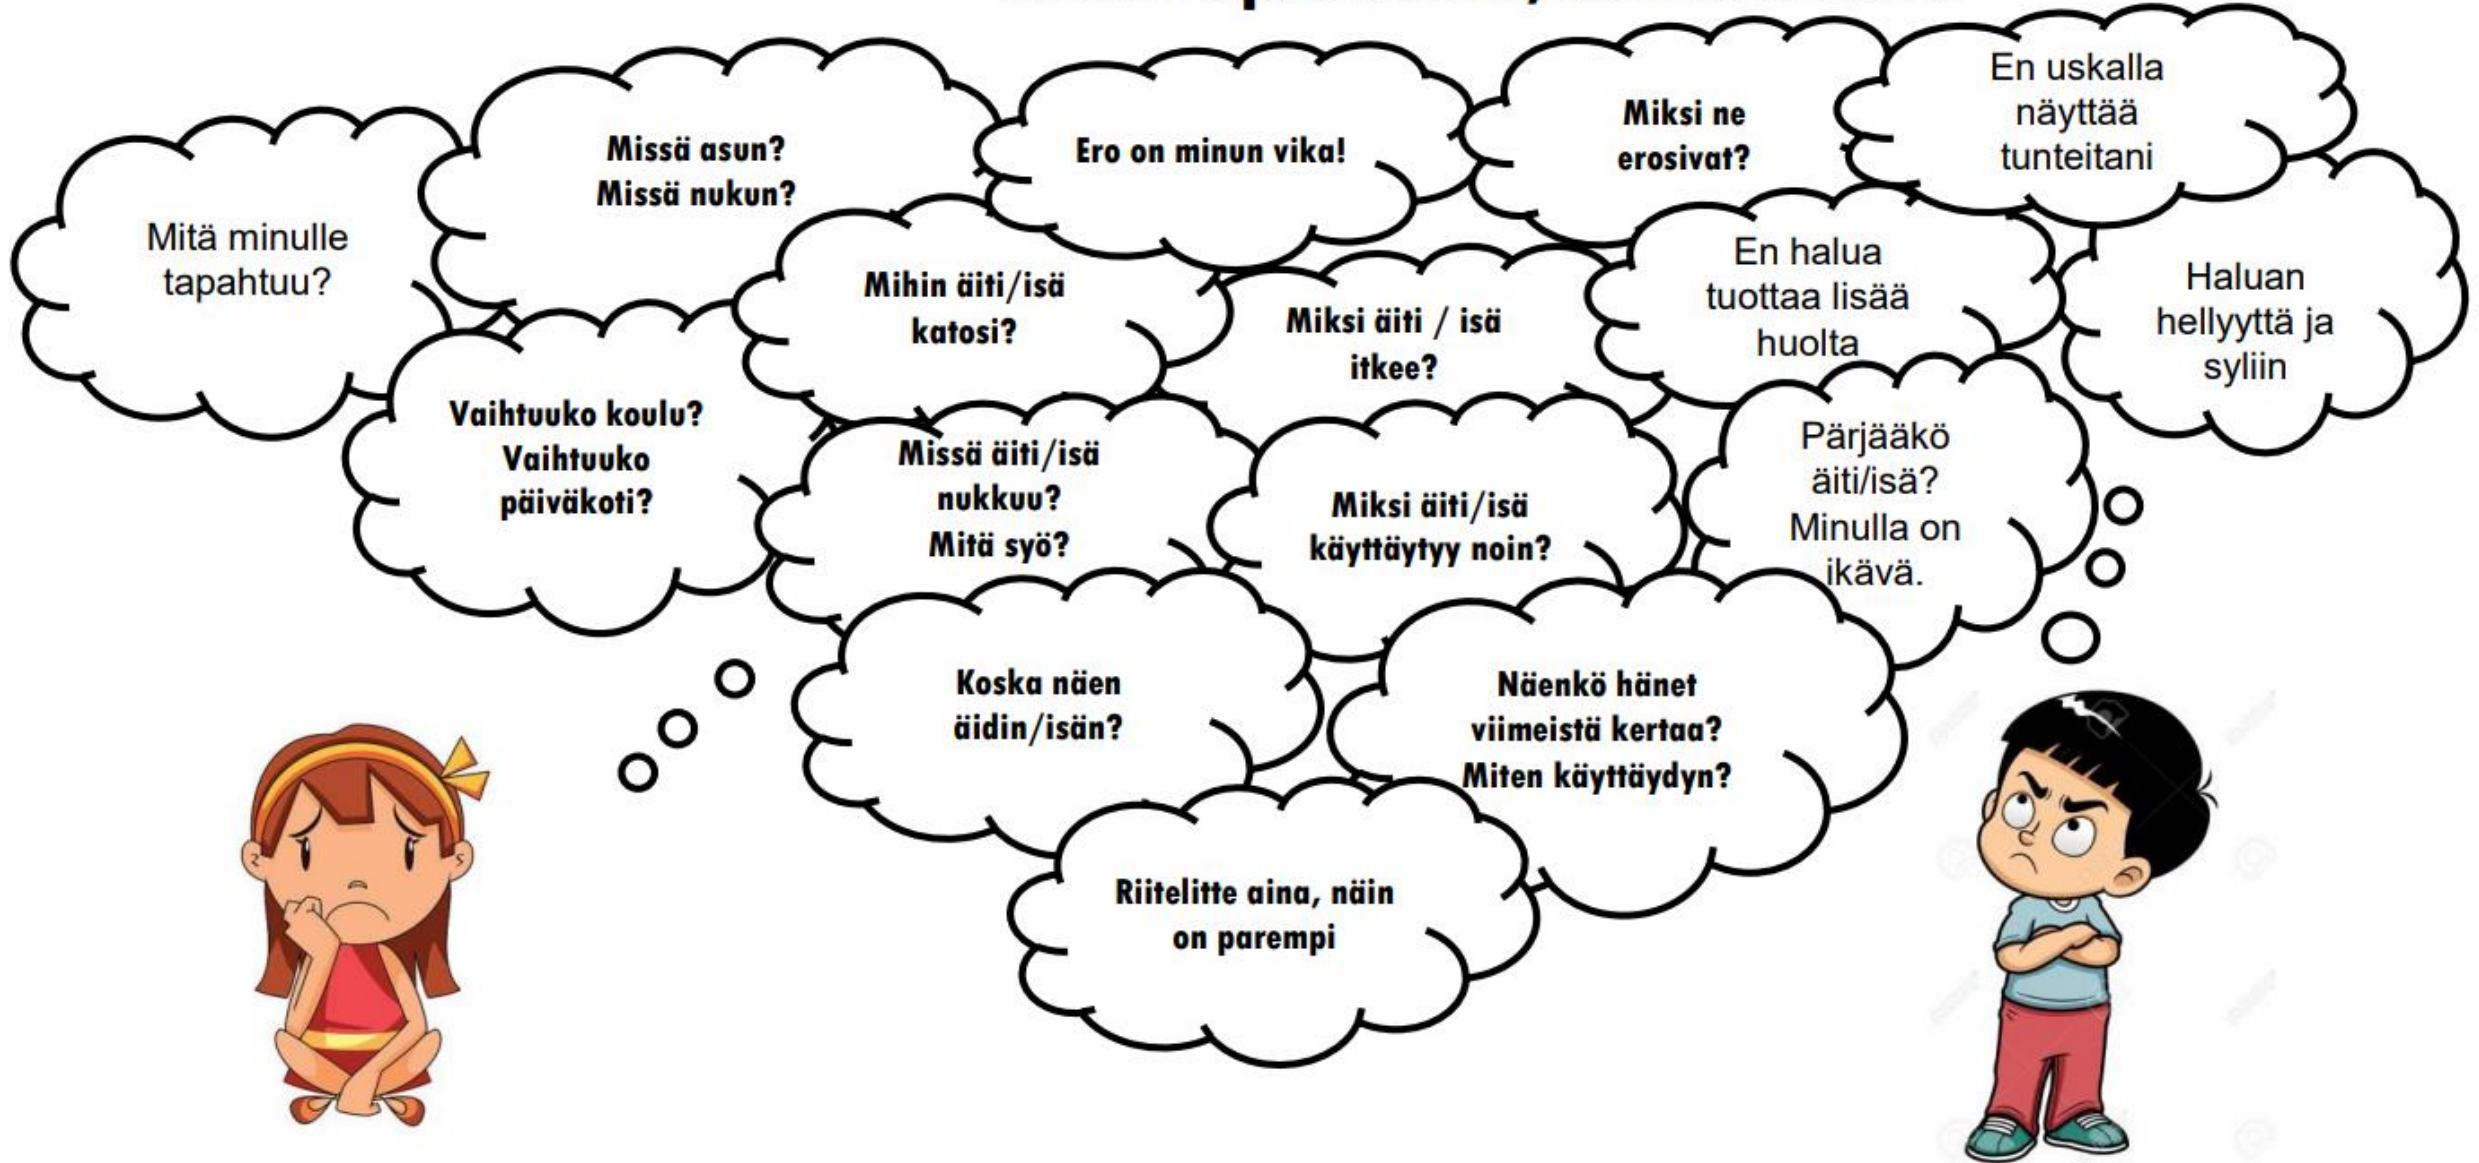 Mitä minulle
tapahtuu?
Missä asun?
Missä nukun?
Ero on minun vika!
Miksi ne
erosivat?
En uskalla
näyttää
tunteitani
Mihin äiti/isä
katosi?
Miksi äiti / isä
itkee?
En halua
tuottaa lisää
huolta
Haluan
hellyyttä ja
syliin
Vaihtuuko koulu?
Vaihtuuko
päiväkoti?
Missä äiti/isä
nukkuu?
Mitä syö?
Miksi äiti/isä
käyttäytyy noin?
Pärjääkö
äiti/isä?
Minulla on
ikävä.
Koska näen
äidin/isän?
Näenkö hänet
viimeistä kertaa?
Miten käyttäydyn?
Riitelitte aina, näin
on parempi